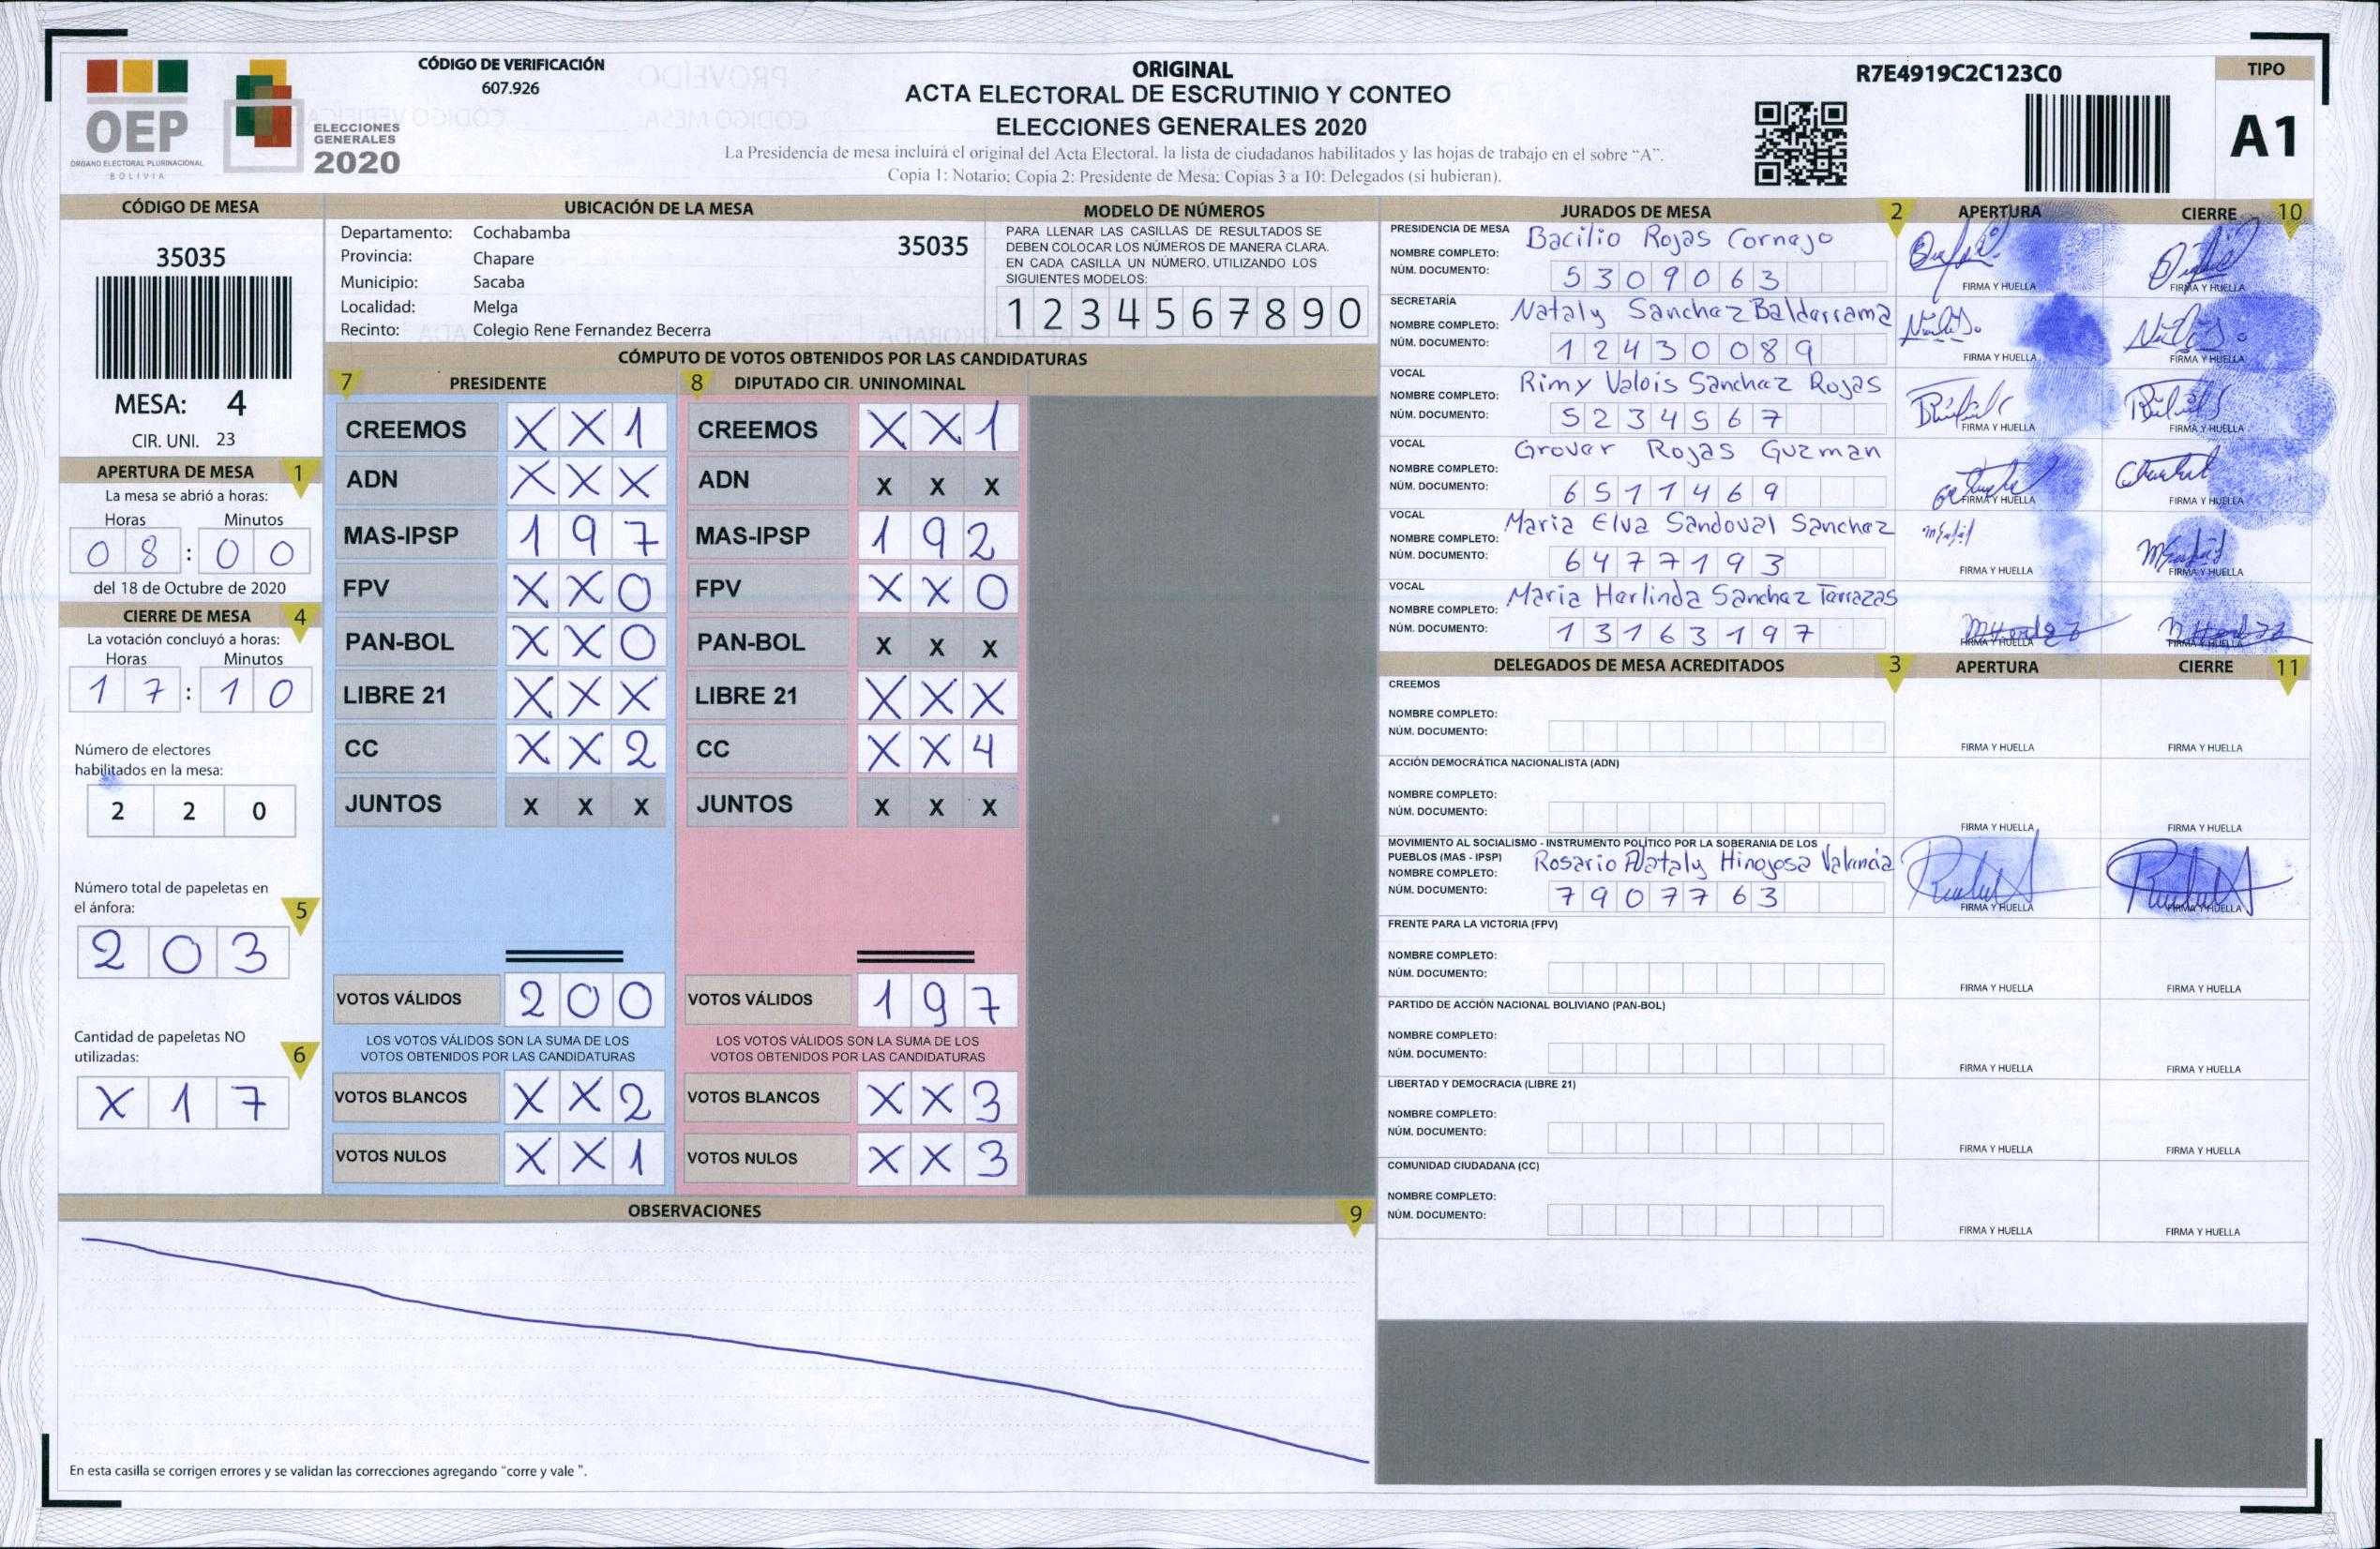 OEP
ÓRGANO ELECTORAL PLURINACIONAL
BOLIVIA
ELECCIONES
GENERALES
2020
CÓDIGO DE VERIFICACIÓN
607.926
ORIGINAL
ACTA ELECTORAL DE ESCRUTINIO Y CONTEO
ELECCIONES GENERALES 2020
La Presidencia de mesa incluirá el original del Acta Electoral, la lista de ciudadanos habilitados y las hojas de trabajo en el sobre “A”.
Copia 1: Notario; Copia 2: Presidente de Mesa; Copias 3 a 10: Delegados (si hubieran).
R7E4919C2C123C0
TIPO
A1
CÓDIGO DE MESA
35035
MESA: 4
CIR. UNI. 23
APERTURA DE MESA 1
La mesa se abrió a horas:
Horas Minutos
0 8 : 0 0
del 18 de Octubre de 2020
CIERRE DE MESA 4
La votación concluyó a horas:
Horas Minutos
1 7 : 1 0
Número de electores
habilitados en la mesa:
2 2 0
Número total de papeletas en
el ánfora: 5
2 0 3
Cantidad de papeletas NO
utilizadas: 6
X 1 7
UBICACIÓN DE LA MESA
Departamento: Cochabamba
35035
Provincia: Chapare
Municipio: Sacaba
Localidad: Melga
Recinto: Colegio Rene Fernandez Becerra
MODELO DE NÚMEROS
PARA LLENAR LAS CASILLAS DE RESULTADOS SE
DEBEN COLOCAR LOS NÚMEROS DE MANERA CLARA.
EN CADA CASILLA UN NÚMERO, UTILIZANDO LOS
SIGUIENTES MODELOS:
1 2 3 4 5 6 7 8 9 0
CÓMPUTO DE VOTOS OBTENIDOS POR LAS CANDIDATURAS
7 PRESIDENTE
CREEMOS X X 1
ADN X X X
MAS-IPSP 1 9 7
FPV X X 0
PAN-BOL X X 0
LIBRE 21 X X X
CC X X 2
JUNTOS X X X
VOTOS VÁLIDOS 2 0 0
LOS VOTOS VÁLIDOS SON LA SUMA DE LOS
VOTOS OBTENIDOS POR LAS CANDIDATURAS
VOTOS BLANCOS X X 2
VOTOS NULOS X X 1
8 DIPUTADO CIR. UNINOMINAL
CREEMOS X X 1
ADN X X X
MAS-IPSP 1 9 2
FPV X X 0
PAN-BOL X X X
LIBRE 21 X X X
CC X X 4
JUNTOS X X X
VOTOS VÁLIDOS 1 9 7
LOS VOTOS VÁLIDOS SON LA SUMA DE LOS
VOTOS OBTENIDOS POR LAS CANDIDATURAS
VOTOS BLANCOS X X 3
VOTOS NULOS X X 3
OBSERVACIONES 9
En esta casilla se corrigen errores y se validan las correcciones agregando “corre y vale ”.
JURADOS DE MESA 2 APERTURA CIERRE 10
PRESIDENCIA DE MESA
NOMBRE COMPLETO: Bacilio Rojas Cornejo
NÚM. DOCUMENTO: 5 3 0 9 0 6 3
FIRMA Y HUELLA FIRMA Y HUELLA
SECRETARÍA
NOMBRE COMPLETO: Nataly Sanchez Balderrama
NÚM. DOCUMENTO: 1 2 4 3 0 0 8 9
FIRMA Y HUELLA FIRMA Y HUELLA
VOCAL
NOMBRE COMPLETO: Rimy Valois Sanchez Rojas
NÚM. DOCUMENTO: 5 2 3 4 5 6 7
FIRMA Y HUELLA FIRMA Y HUELLA
VOCAL
NOMBRE COMPLETO: Grover Rojas Guzman
NÚM. DOCUMENTO: 6 5 1 1 4 6 9
FIRMA Y HUELLA FIRMA Y HUELLA
VOCAL
NOMBRE COMPLETO: Maria Elva Sandoval Sanchez
NÚM. DOCUMENTO: 6 4 7 7 1 9 3
FIRMA Y HUELLA FIRMA Y HUELLA
VOCAL
NOMBRE COMPLETO: Maria Herlinda Sanchez Terrazas
NÚM. DOCUMENTO: 1 3 1 6 3 1 9 7
FIRMA Y HUELLA FIRMA Y HUELLA
DELEGADOS DE MESA ACREDITADOS 3 APERTURA CIERRE 11
CREEMOS
NOMBRE COMPLETO:
NÚM. DOCUMENTO:
FIRMA Y HUELLA FIRMA Y HUELLA
ACCIÓN DEMOCRÁTICA NACIONALISTA (ADN)
NOMBRE COMPLETO:
NÚM. DOCUMENTO:
FIRMA Y HUELLA FIRMA Y HUELLA
MOVIMIENTO AL SOCIALISMO - INSTRUMENTO POLÍTICO POR LA SOBERANIA DE LOS
PUEBLOS (MAS - IPSP)
NOMBRE COMPLETO: Rosario Nataly Hinojosa Valencia
NÚM. DOCUMENTO: 7 9 0 7 7 6 3
FIRMA Y HUELLA FIRMA Y HUELLA
FRENTE PARA LA VICTORIA (FPV)
NOMBRE COMPLETO:
NÚM. DOCUMENTO:
FIRMA Y HUELLA FIRMA Y HUELLA
PARTIDO DE ACCIÓN NACIONAL BOLIVIANO (PAN-BOL)
NOMBRE COMPLETO:
NÚM. DOCUMENTO:
FIRMA Y HUELLA FIRMA Y HUELLA
LIBERTAD Y DEMOCRACIA (LIBRE 21)
NOMBRE COMPLETO:
NÚM. DOCUMENTO:
FIRMA Y HUELLA FIRMA Y HUELLA
COMUNIDAD CIUDADANA (CC)
NOMBRE COMPLETO:
NÚM. DOCUMENTO:
FIRMA Y HUELLA FIRMA Y HUELLA